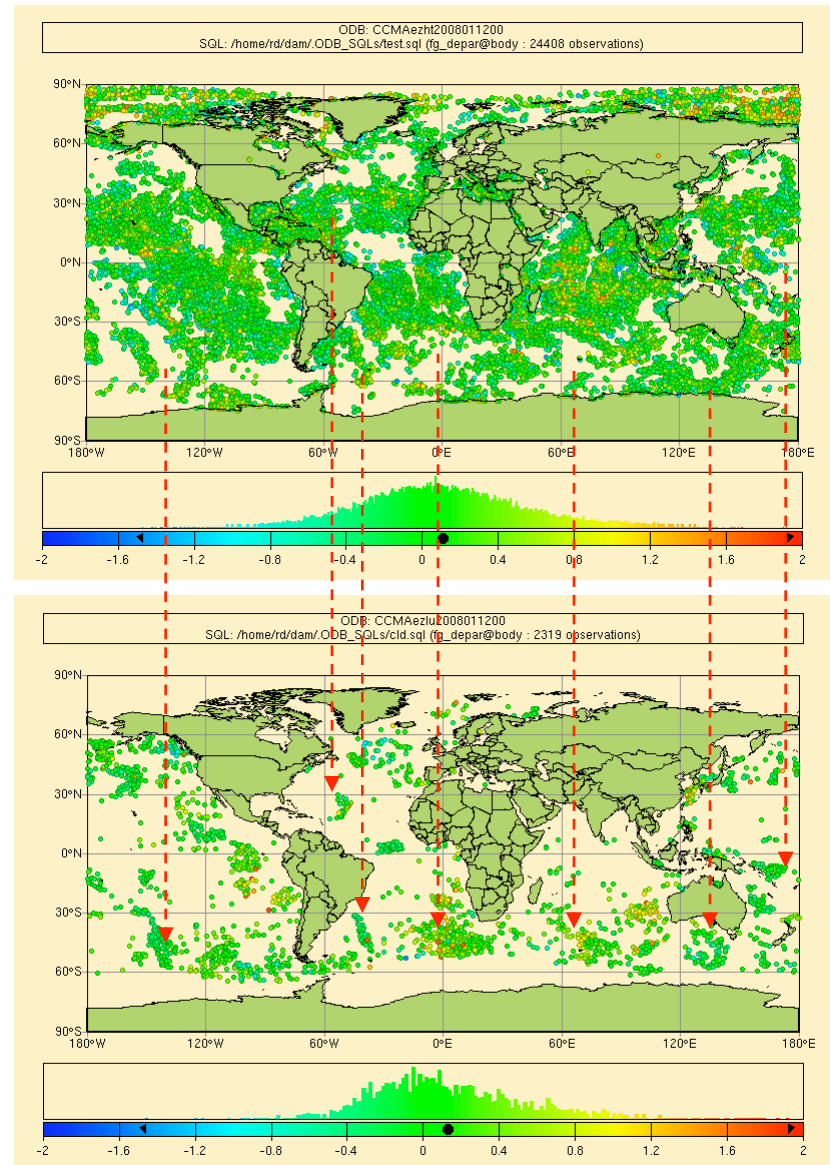 ODB: CCMAezht2008011200
SQL: /home/rd/dam/.ODB_SQLs/test.sql (fg_depar@body : 24408 observations)
90°N
60°N
30°N
0°N
30°S
60°S
90°S
180°W 120°W 60°W 0°E 60°E 120°E 180°E
-2 -1.6 -1.2 -0.8 -0.4 0 0.4 0.8 1.2 1.6 2
ODB: CCMAezlu2008011200
SQL: /home/rd/dam/.ODB_SQLs/cld.sql (fg_depar@body : 2319 observations)
90°N
60°N
30°N
0°N
30°S
60°S
90°S
180°W 120°W 60°W 0°E 60°E 120°E 180°E
-2 -1.6 -1.2 -0.8 -0.4 0 0.4 0.8 1.2 1.6 2